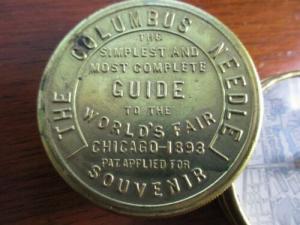 THE COLUMBUS NEEDLE
THE
SIMPLEST AND
MOST COMPLETE
GUIDE
TO THE
WORLD'S FAIR
CHICAGO-1893
PAT. APPLIED FOR
SOUVENIR